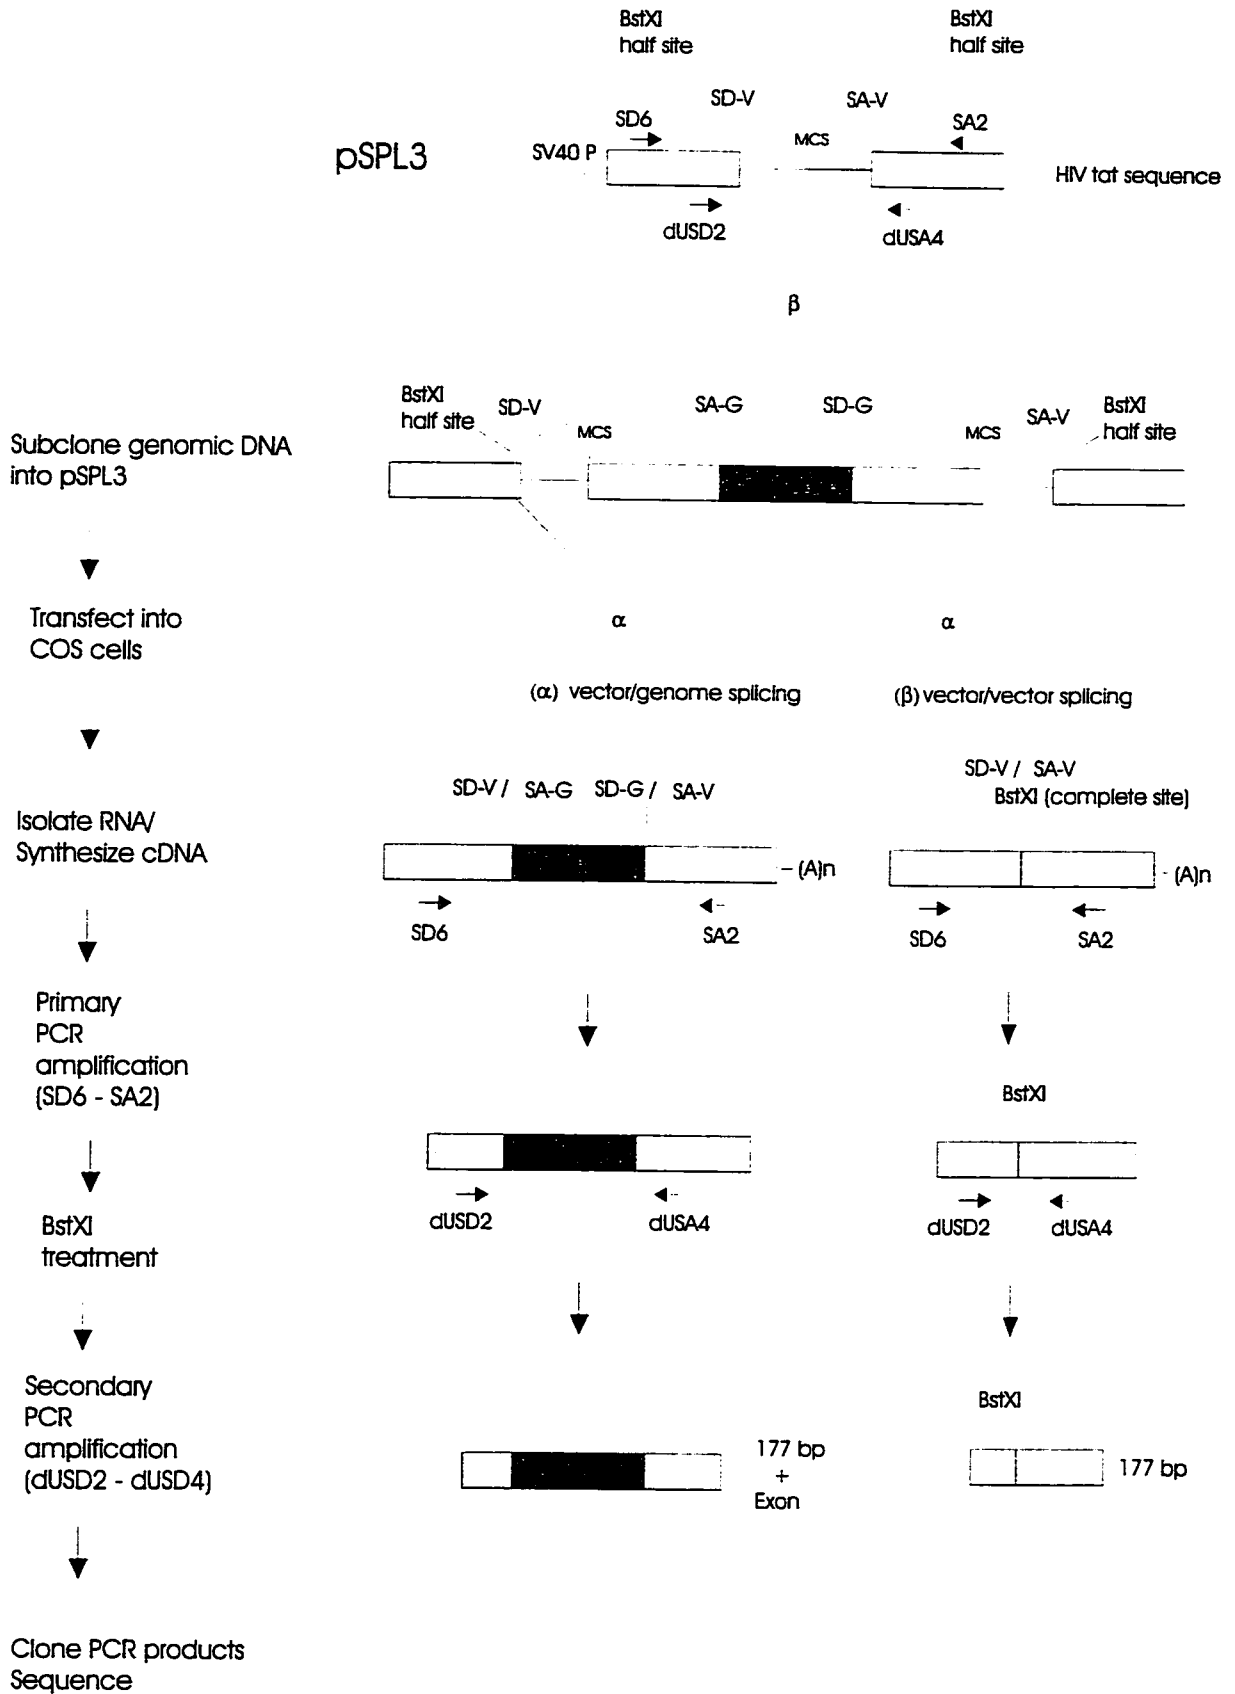 BstXI
half site
BstXI
half site
SD-V
SA-V
SD6
MCS
SA2
pSPL3
SV40 P
HIV tat sequence
dUSD2
dUSA4
β
BstXI
half site
SD-V
SA-G
SD-G
BstXI
half site
SA-V
MCS
MCS
Subclone genomic DNA
into pSPL3
Transfect into
COS cells
α
α
(α) vector/genome splicing
(β) vector/vector splicing
SD-V / SA-G SD-G / SA-V
SD-V / SA-V
BstXI (complete site)
Isolate RNA/
Synthesize cDNA
(A)n
(A)n
SD6
SA2
SD6
SA2
Primary
PCR
amplification
(SD6 - SA2)
BstXI
dUSD2
dUSA4
dUSD2
dUSA4
BstXI
treatment
Secondary
PCR
amplification
(dUSD2 - dUSD4)
BstXI
177 bp
+
Exon
177 bp
Clone PCR products
Sequence